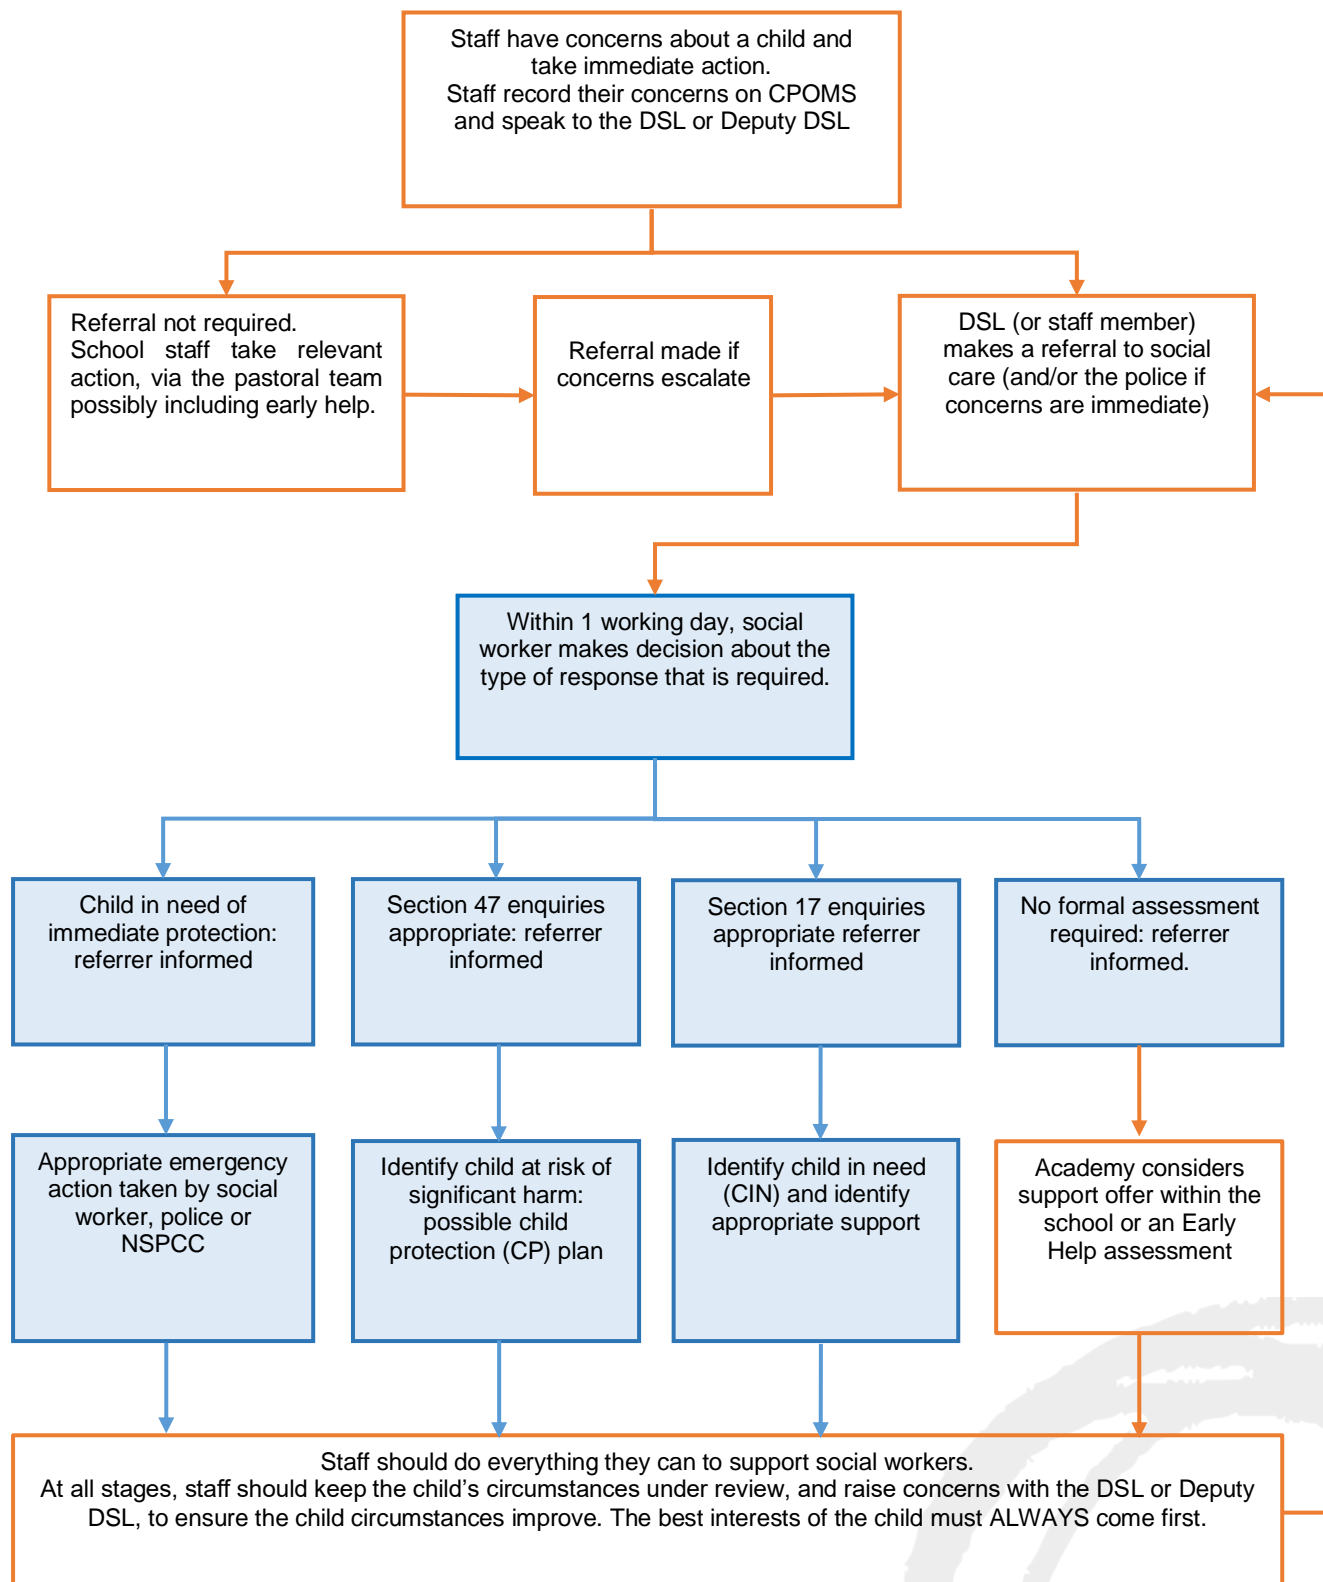 Staff have concerns about a child and
take immediate action.
Staff record their concerns on CPOMS
and speak to the DSL or Deputy DSL
Referral not required.
School staff take relevant
action, via the pastoral team
possibly including early help.
Referral made if
concerns escalate
DSL (or staff member)
makes a referral to social
care (and/or the police if
concerns are immediate)
Within 1 working day, social
worker makes decision about the
type of response that is required.
Child in need of
immediate protection:
referrer informed
Section 47 enquiries
appropriate: referrer
informed
Section 17 enquiries
appropriate referrer
informed
No formal assessment
required: referrer
informed.
Appropriate emergency
action taken by social
worker, police or
NSPCC
Identify child at risk of
significant harm:
possible child
protection (CP) plan
Identify child in need
(CIN) and identify
appropriate support
Academy considers
support offer within the
school or an Early
Help assessment
Staff should do everything they can to support social workers.
At all stages, staff should keep the child’s circumstances under review, and raise concerns with the DSL or Deputy
DSL, to ensure the child circumstances improve. The best interests of the child must ALWAYS come first.